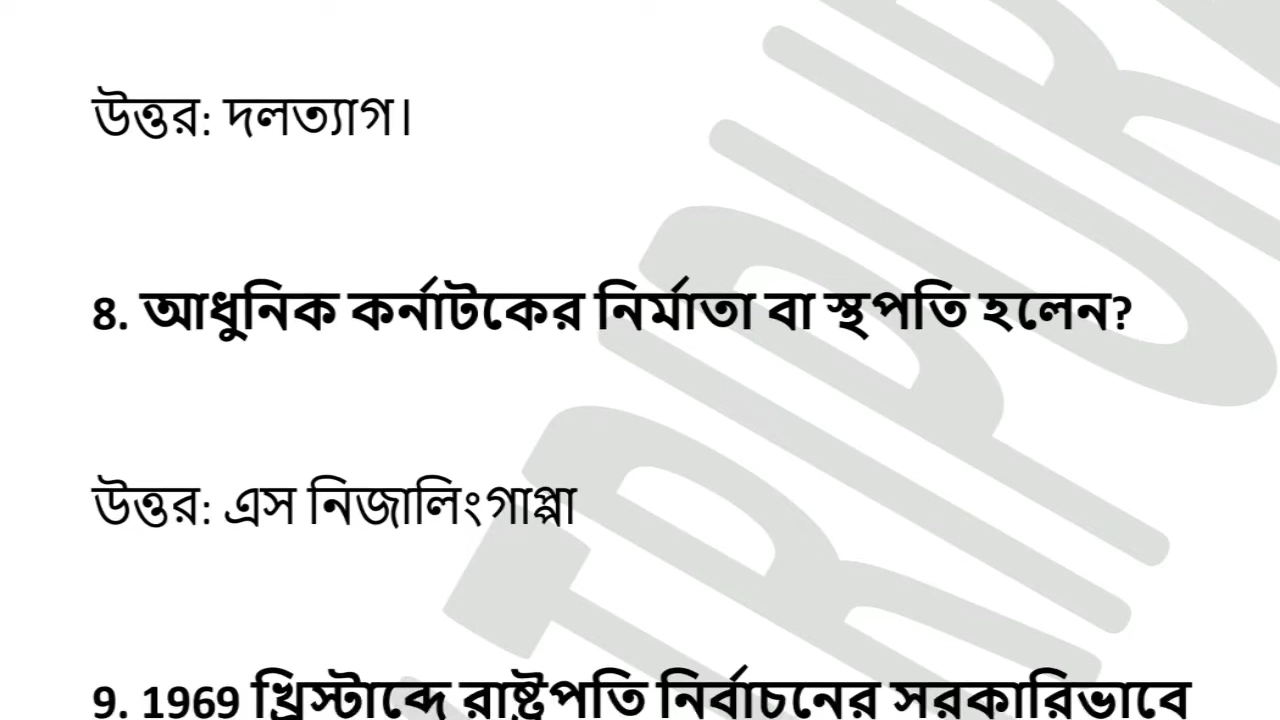 উত্তর: দলত্যাগ।
8. আধুনিক কর্নাটকের নির্মাতা বা স্থপতি হলেন?
উত্তর: এস নিজালিংগাপ্পা
9. 1969 খ্রিস্টাব্দে রাষ্ট্রপতি নির্বাচনের সরকারিভাবে